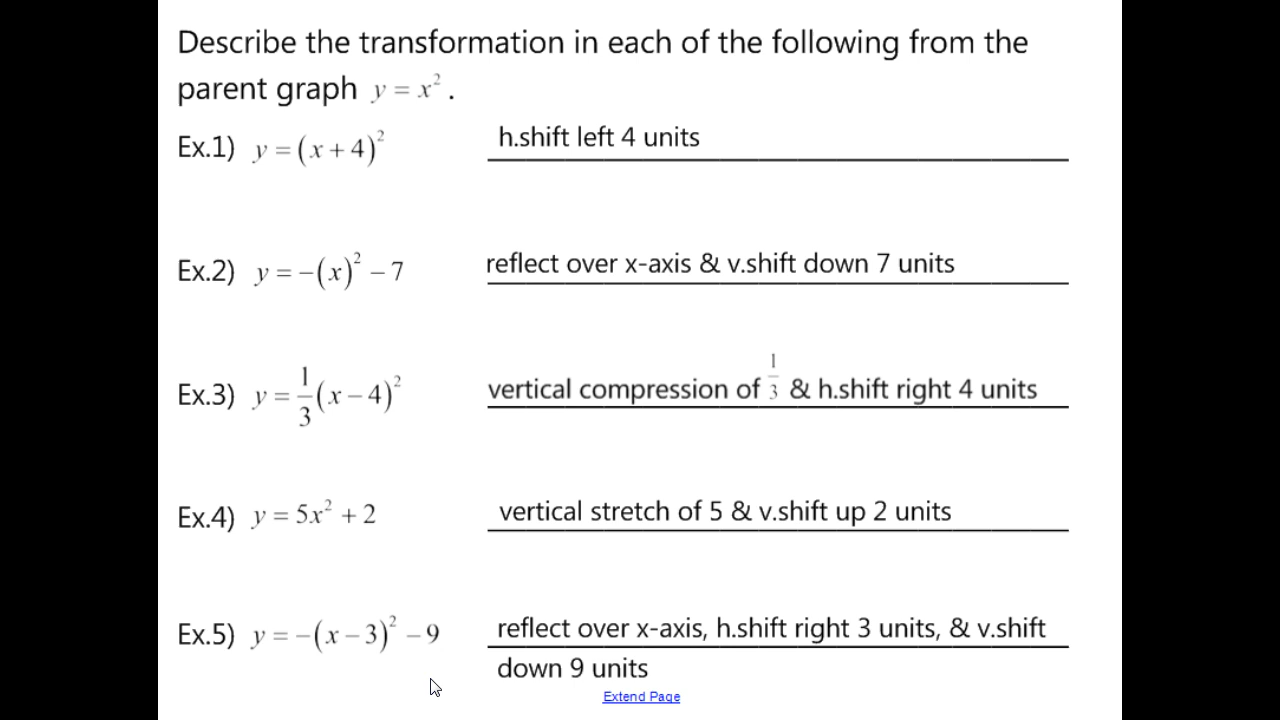 Describe the transformation in each of the following from the
parent graph y = x².
Ex.1) y = (x + 4)² h.shift left 4 units
Ex.2) y = −(x)² − 7 reflect over x-axis & v.shift down 7 units
Ex.3) y = 1/3(x − 4)² vertical compression of 1/3 & h.shift right 4 units
Ex.4) y = 5x² + 2 vertical stretch of 5 & v.shift up 2 units
Ex.5) y = −(x − 3)² − 9 reflect over x-axis, h.shift right 3 units, & v.shift
down 9 units
Extend Page